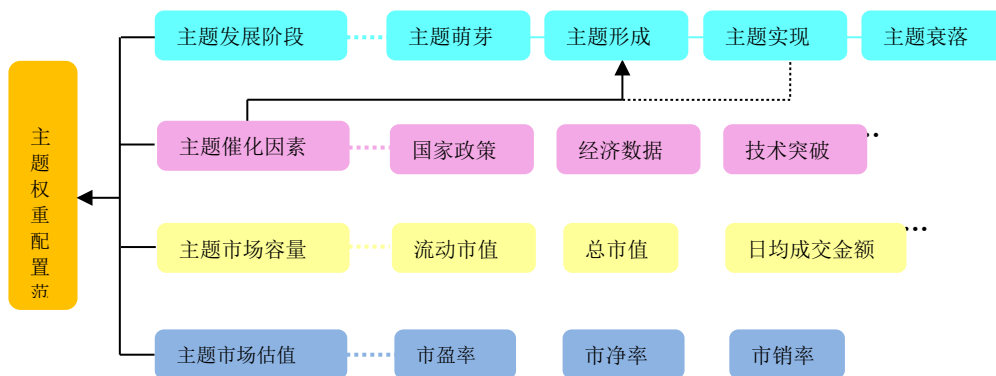 主题权重配置范
主题发展阶段 主题萌芽 主题形成 主题实现 主题衰落
主题催化因素 国家政策 经济数据 技术突破 ...
主题市场容量 流动市值 总市值 日均成交金额 ...
主题市场估值 市盈率 市净率 市销率